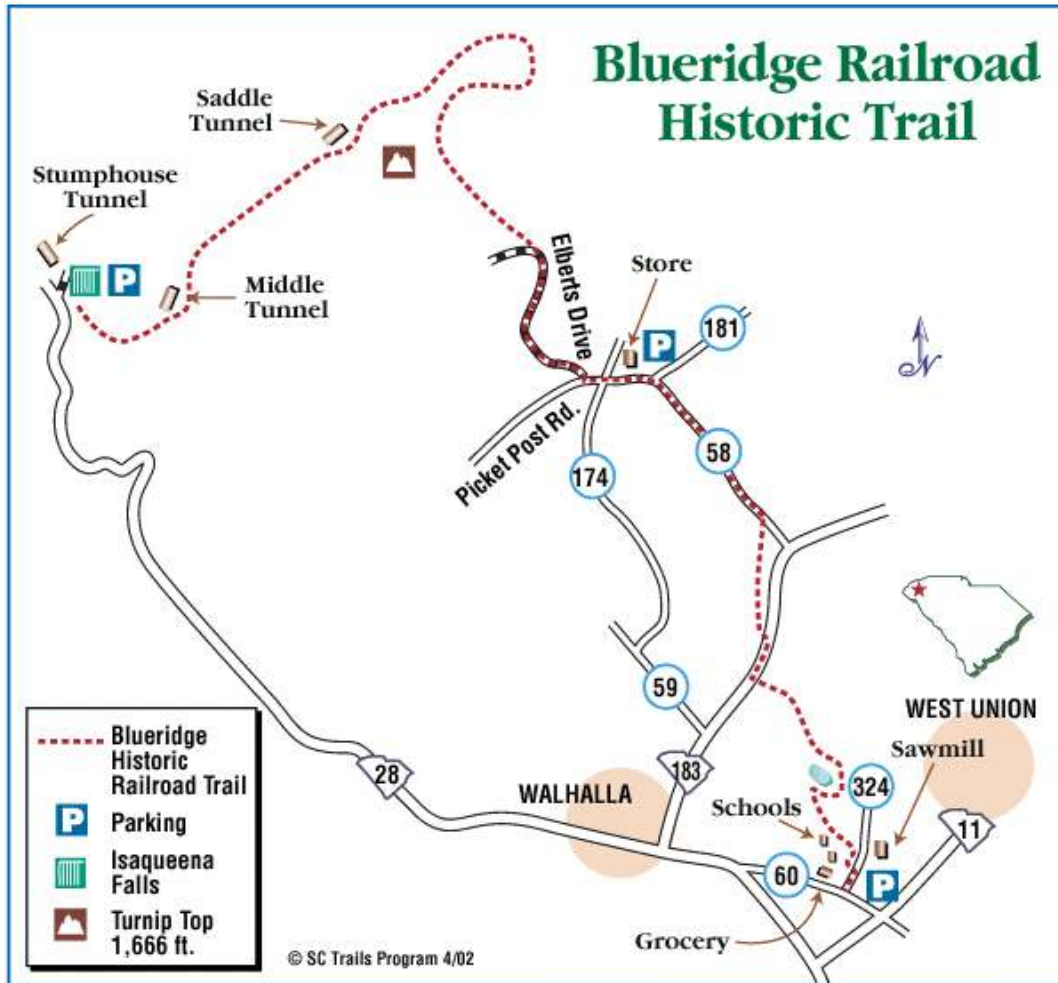 Blueridge Railroad
Historic Trail
Saddle
Tunnel
Stumphouse
Tunnel
P
Middle
Tunnel
Elberts Drive
Store
P
181
N
Picket Post Rd.
58
174
59
WEST UNION
Sawmill
Blueridge
Historic
Railroad Trail
P
Parking
Isaqueena
Falls
Turnip Top
1,666 ft.
28
WALHALLA
183
324
Schools
11
60
P
Grocery
© SC Trails Program 4/02